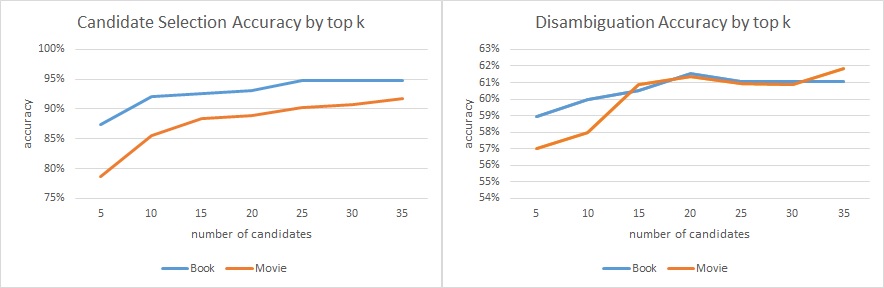 Candidate Selection Accuracy by top k
100%
95%
90%
85%
80%
75%
accuracy
5 10 15 20 25 30 35
number of candidates
Book Movie
Disambiguation Accuracy by top k
63%
62%
61%
60%
59%
58%
57%
56%
55%
54%
accuracy
5 10 15 20 25 30 35
number of candidates
Book Movie